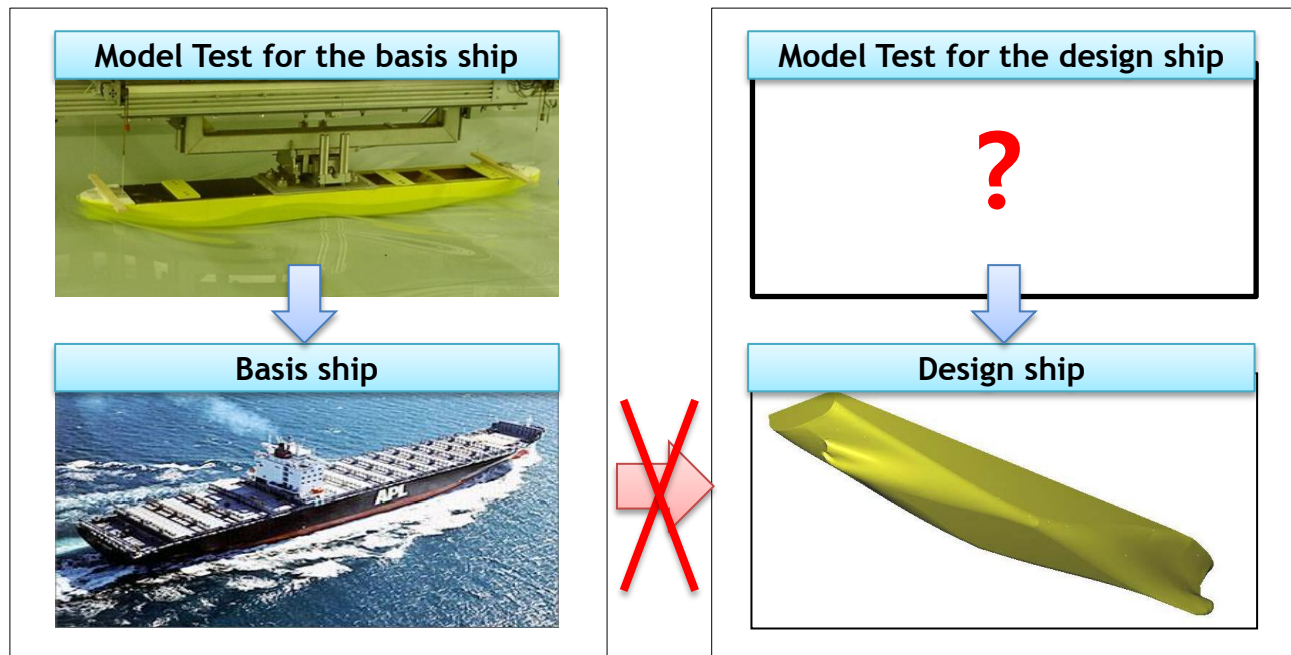 Model Test for the basis ship
Model Test for the design ship
?
Basis ship
Design ship
APL